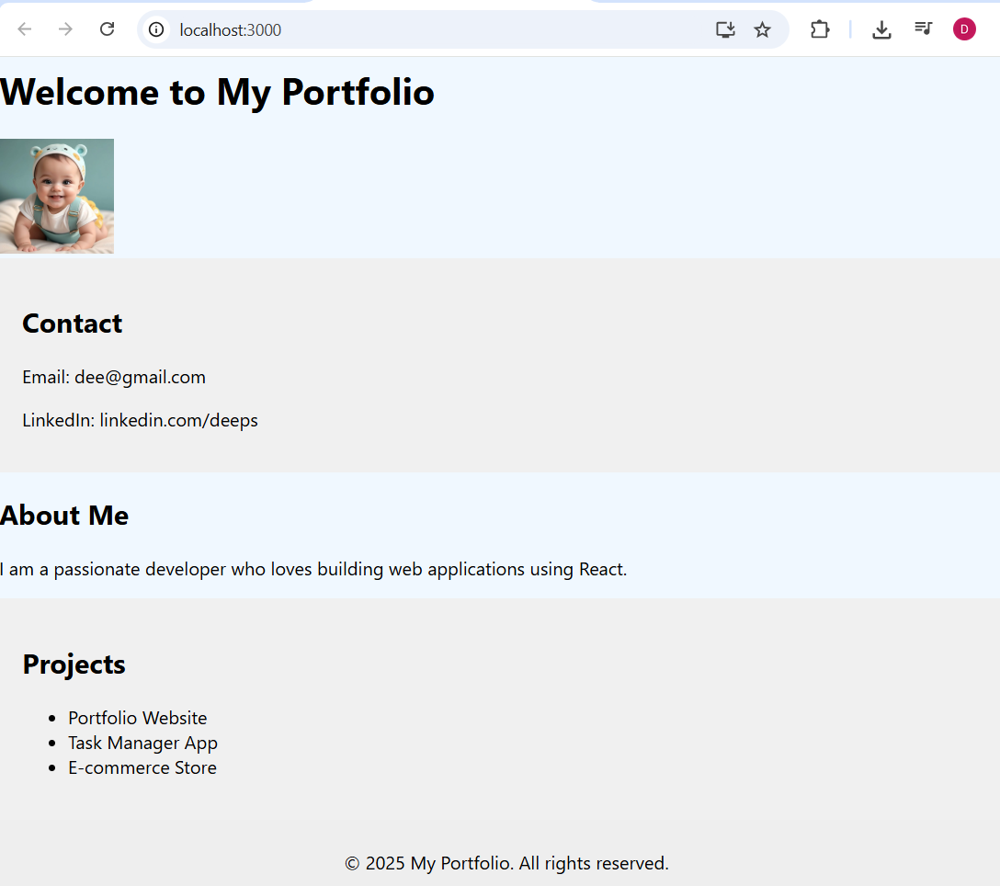 localhost:3000
D
Welcome to My Portfolio
Contact
Email: dee@gmail.com
LinkedIn: linkedin.com/deeps
About Me
I am a passionate developer who loves building web applications using React.
Projects
• Portfolio Website
• Task Manager App
• E-commerce Store
© 2025 My Portfolio. All rights reserved.